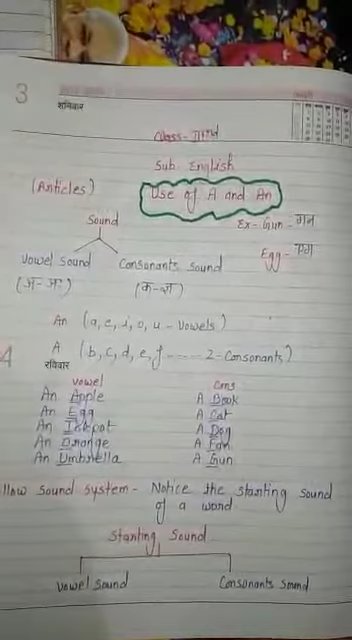 3
शनिवार
Class - IIIrd
Sub English
(Articles)
Use of A and An
Sound
Ex - Gun - गन
Vowel sound
Consonants sound
Egg - एग
(अ - अः)
(क - ज्ञ)
An (a, e, i, o, u - Vowels)
4
A (b, c, d, e, f ------ 2 - Consonants)
रविवार
Vowel
Cons
An Apple
A Book
An Egg
A Cat
An Inkpot
A Dog
An Orange
A Fan
An Umbrella
A Gun
llow sound system - Notice the starting sound
of a word
Starting Sound
Vowel sound
Consonants sound